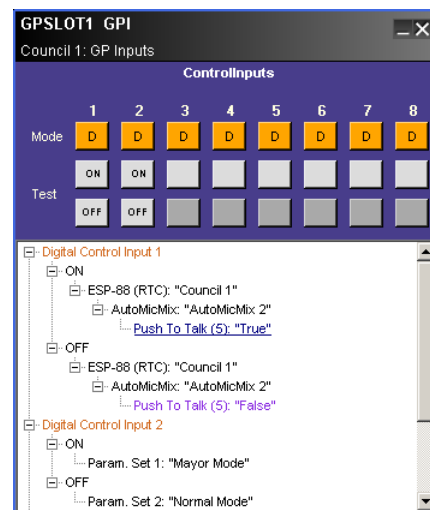 GPSLOT1 GPI
Council 1: GP Inputs
ControlInputs
1 2 3 4 5 6 7 8
Mode D D D D D D D D
ON ON
Test
OFF OFF
Digital Control Input 1
ON
ESP-88 (RTC): "Council 1"
AutoMicMix: "AutoMicMix 2"
Push To Talk (5): "True"
OFF
ESP-88 (RTC): "Council 1"
AutoMicMix: "AutoMicMix 2"
Push To Talk (5): "False"
Digital Control Input 2
ON
Param. Set 1: "Mayor Mode"
OFF
Param. Set 2: "Normal Mode"